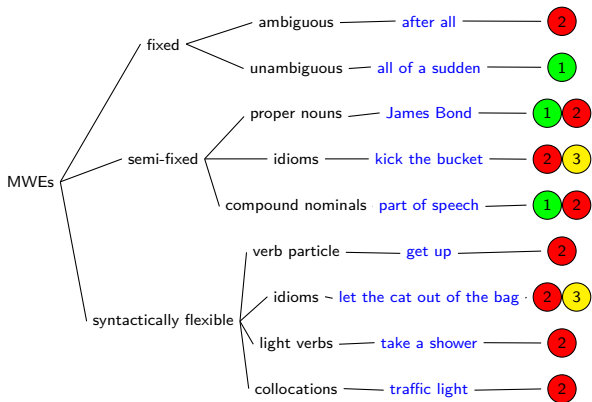 MWEs
fixed
ambiguous after all 2
unambiguous all of a sudden 1
semi-fixed
proper nouns James Bond 1 2
idioms kick the bucket 2 3
compound nominals part of speech 1 2
syntactically flexible
verb particle get up 2
idioms let the cat out of the bag 2 3
light verbs take a shower 2
collocations traffic light 2